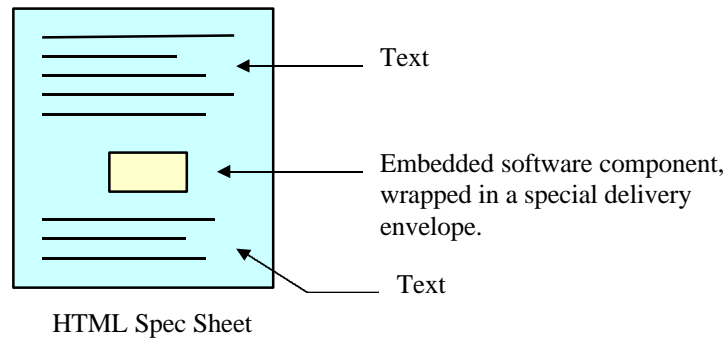 Text
Embedded software component,
wrapped in a special delivery
envelope.
Text
HTML Spec Sheet